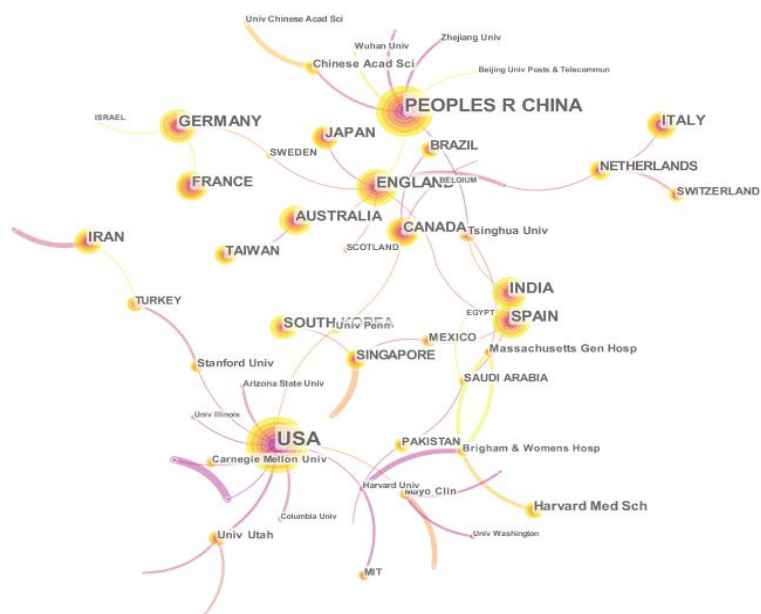 Univ Chinese Acad Sci
Wuhan Univ
Zhejiang Univ
Chinese Acad Sci
Beijing Univ Posts & Telecommun
PEOPLES R CHINA
ISRAEL
GERMANY
JAPAN
ITALY
BRAZIL
SWEDEN
NETHERLANDS
FRANCE
ENGLAND
BELGIUM
SWITZERLAND
AUSTRALIA
CANADA
Tsinghua Univ
IRAN
TAIWAN
SCOTLAND
INDIA
TURKEY
EGYPT
SOUTH KOREA
Univ Penn
SPAIN
MEXICO
Massachusetts Gen Hosp
SINGAPORE
Stanford Univ
SAUDI ARABIA
Arizona State Univ
Univ Illinois
USA
PAKISTAN
Brigham & Womens Hosp
Carnegie Mellon Univ
Harvard Univ
Mayo Clin
Harvard Med Sch
Columbia Univ
Univ Utah
Univ Washington
MIT